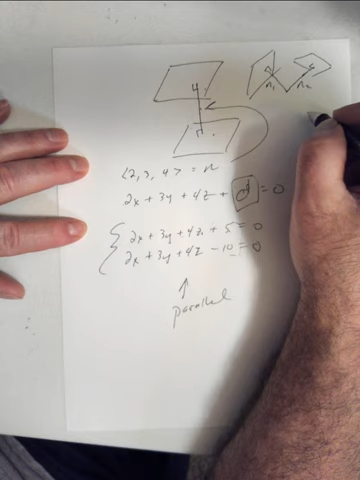 n₁ n₂
<2, 3, 4> = n
2x + 3y + 4z + d = 0
2x + 3y + 4z + 5 = 0
2x + 3y + 4z - 10 = 0
parallel